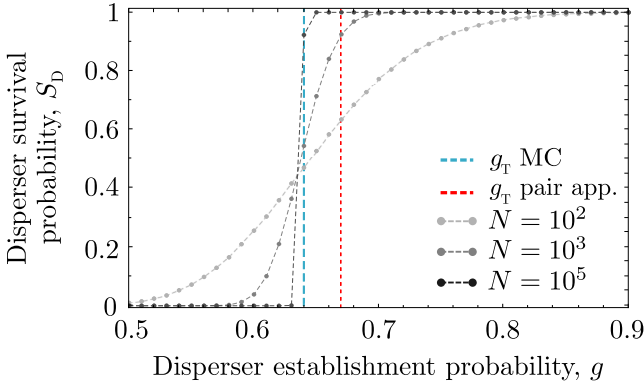 Disperser survival
probability, S_D
1
0.8
0.6
0.4
0.2
0
g_T MC
g_T pair app.
N = 10^2
N = 10^3
N = 10^5
0.5 0.6 0.7 0.8 0.9
Disperser establishment probability, g